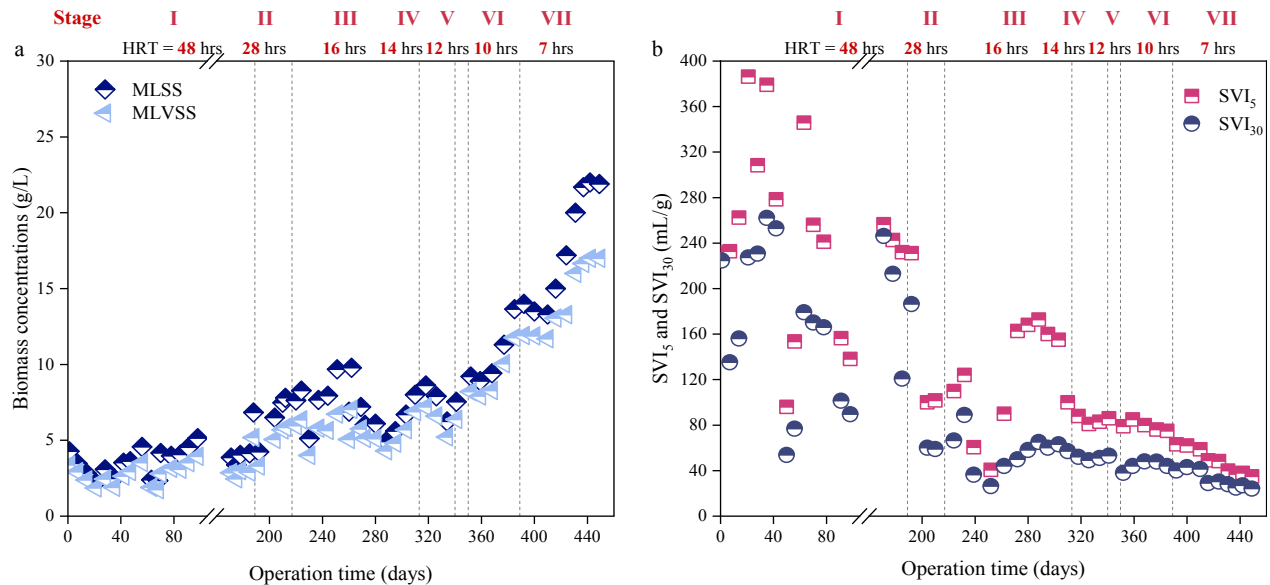 Stage I II III IV V VI VII
I II III IV V VI VII
a HRT = 48 hrs 28 hrs 16 hrs 14 hrs 12 hrs 10 hrs 7 hrs
b HRT = 48 hrs 28 hrs 16 hrs 14 hrs 12 hrs 10 hrs 7 hrs
30
25
20
15
10
5
0
Biomass concentrations (g/L)
MLSS
MLVSS
0 40 80 200 240 280 320 360 400 440
Operation time (days)
400
360
320
280
240
200
160
120
80
40
0
SVI5 and SVI30 (mL/g)
SVI5
SVI30
0 40 80 200 240 280 320 360 400 440
Operation time (days)